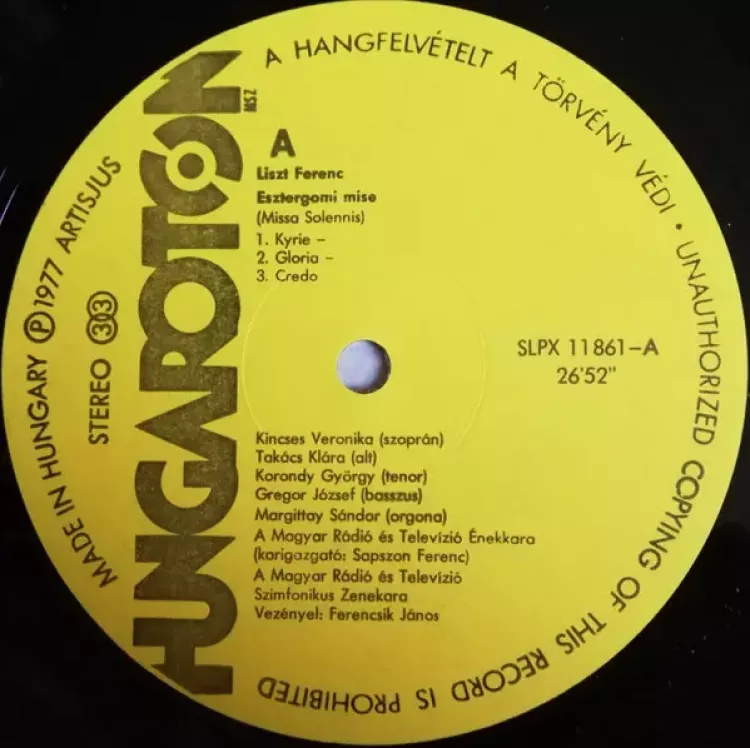 A HANGFELVÉTELT A TÖRVÉNY VÉDI • UNAUTHORIZED COPYING OF THIS RECORD IS PROHIBITED
MADE IN HUNGARY Ⓟ 1977 ARTISJUS
STEREO 33
HUNGAROTON
MSZ
A
Liszt Ferenc
Esztergomi mise
(Missa Solennis)
1. Kyrie –
2. Gloria –
3. Credo
SLPX 11861–A
26'52"
Kincses Veronika (szoprán)
Takács Klára (alt)
Korondy György (tenor)
Gregor József (basszus)
Margittay Sándor (orgona)
A Magyar Rádió és Televízió Énekkara
(karigazgató: Sapszon Ferenc)
A Magyar Rádió és Televízió
Szimfonikus Zenekara
Vezényel: Ferencsik János